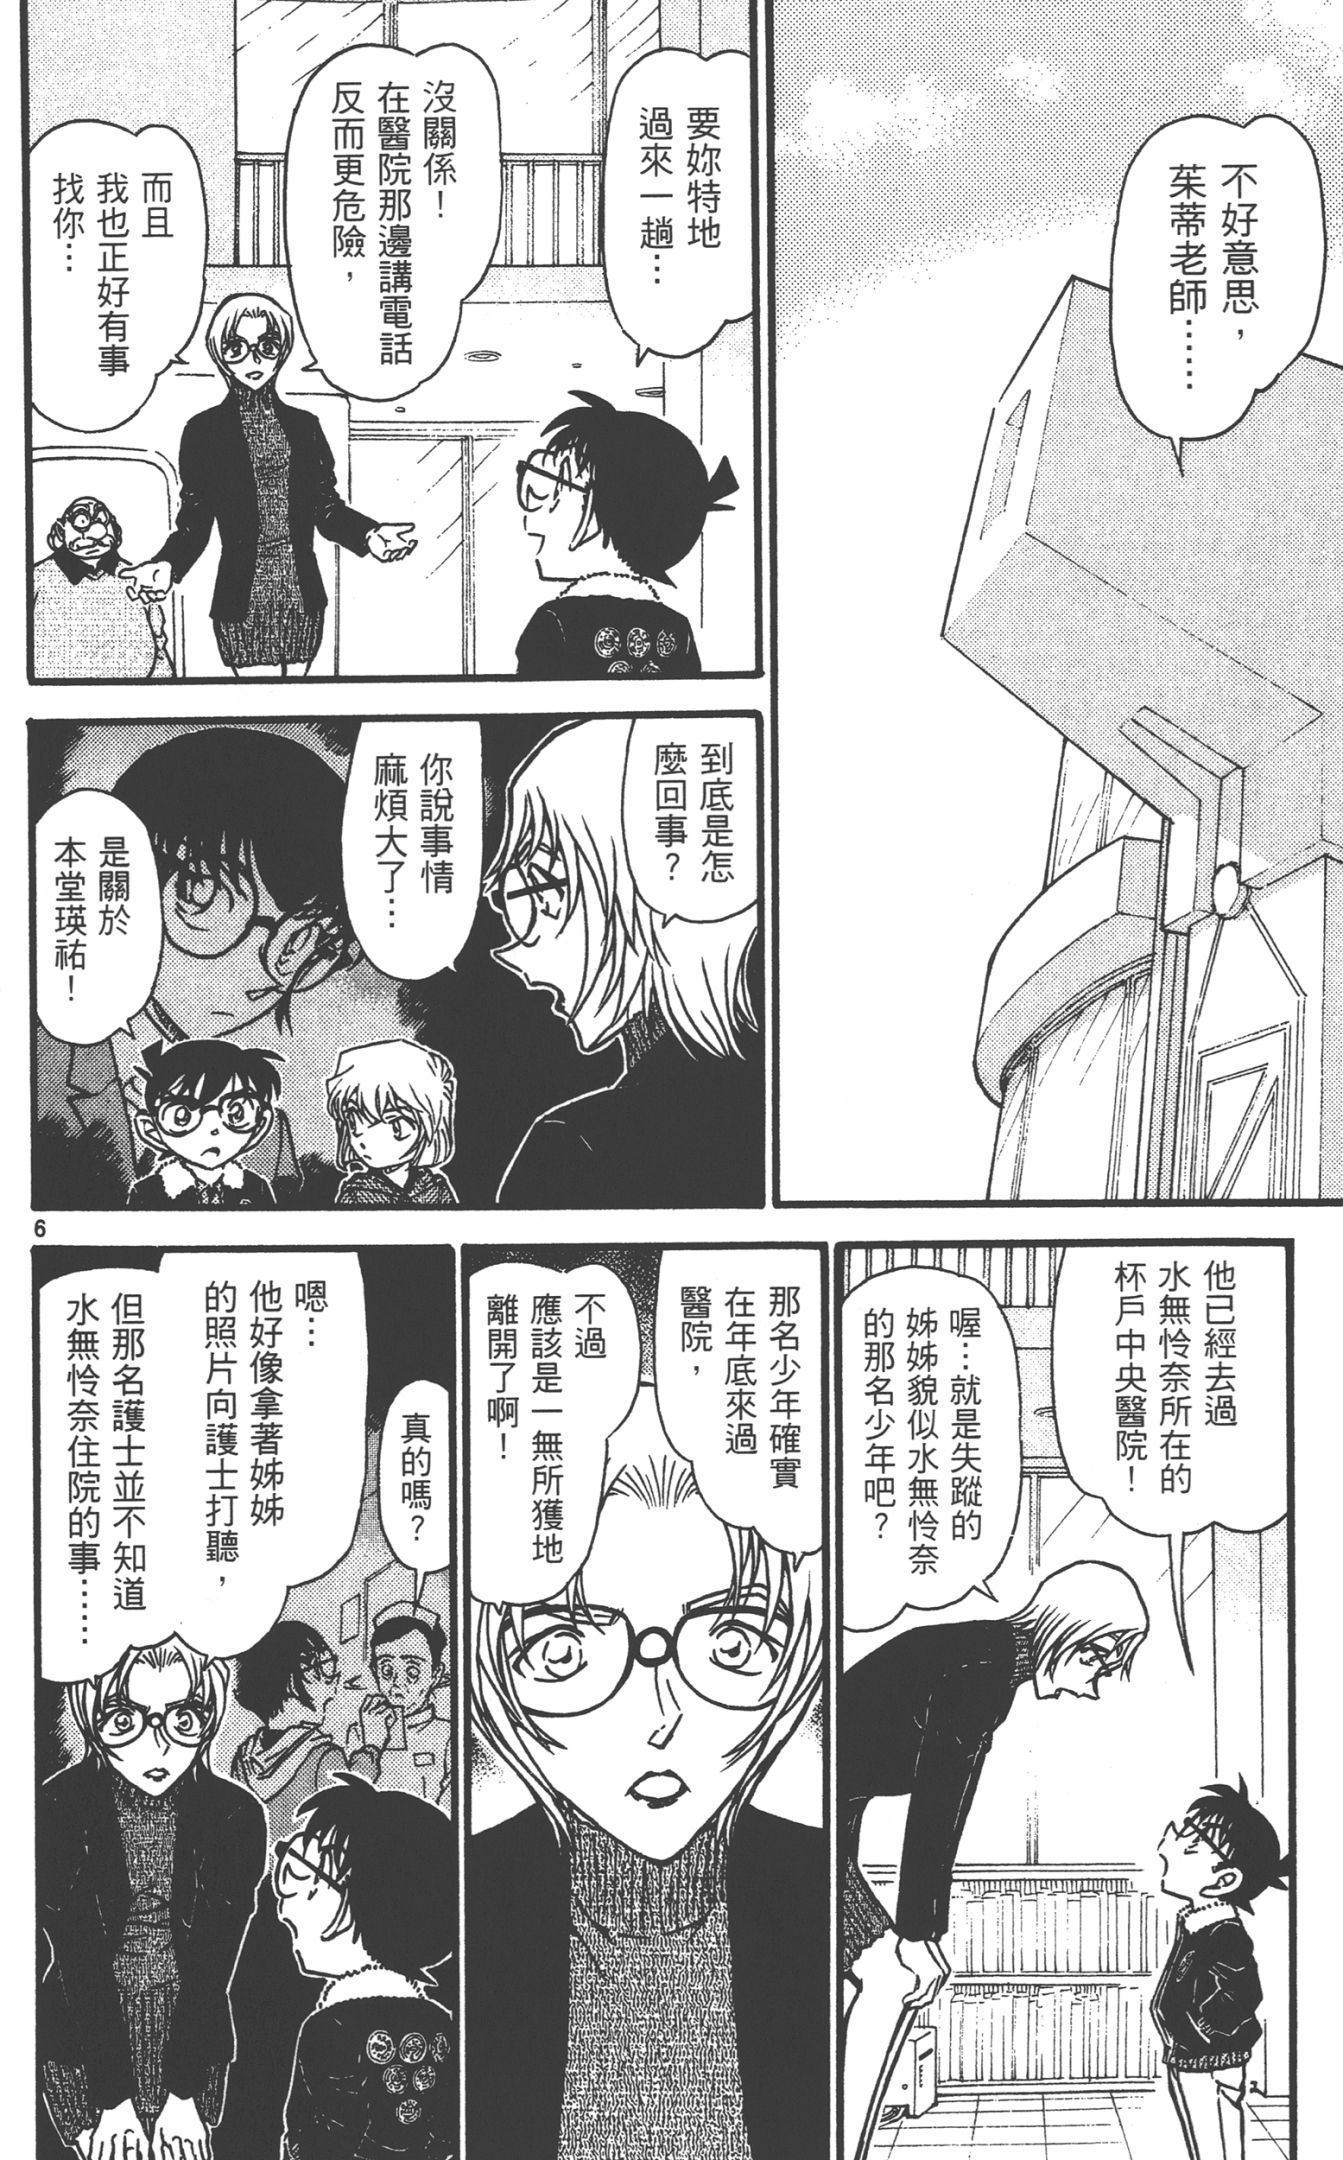 不好意思，
茱蒂老師……
要妳特地
過來一趟…
沒關係！
在醫院那邊講電話
反而更危險，
而且
我也正好有事
找你…
到底是怎
麼回事？
你說事情
麻煩大了…
是關於
本堂瑛祐！
6
他已經去過
水無怜奈所在的
杯戶中央醫院！
喔…就是失蹤的
姊姊貌似水無怜奈
的那名少年吧？
那名少年確實
在年底來過
醫院，
不過
應該是一無所獲地
離開了啊！
真的嗎？
嗯…
他好像拿著姊姊
的照片向護士打聽，
但那名護士並不知道
水無怜奈住院的事……